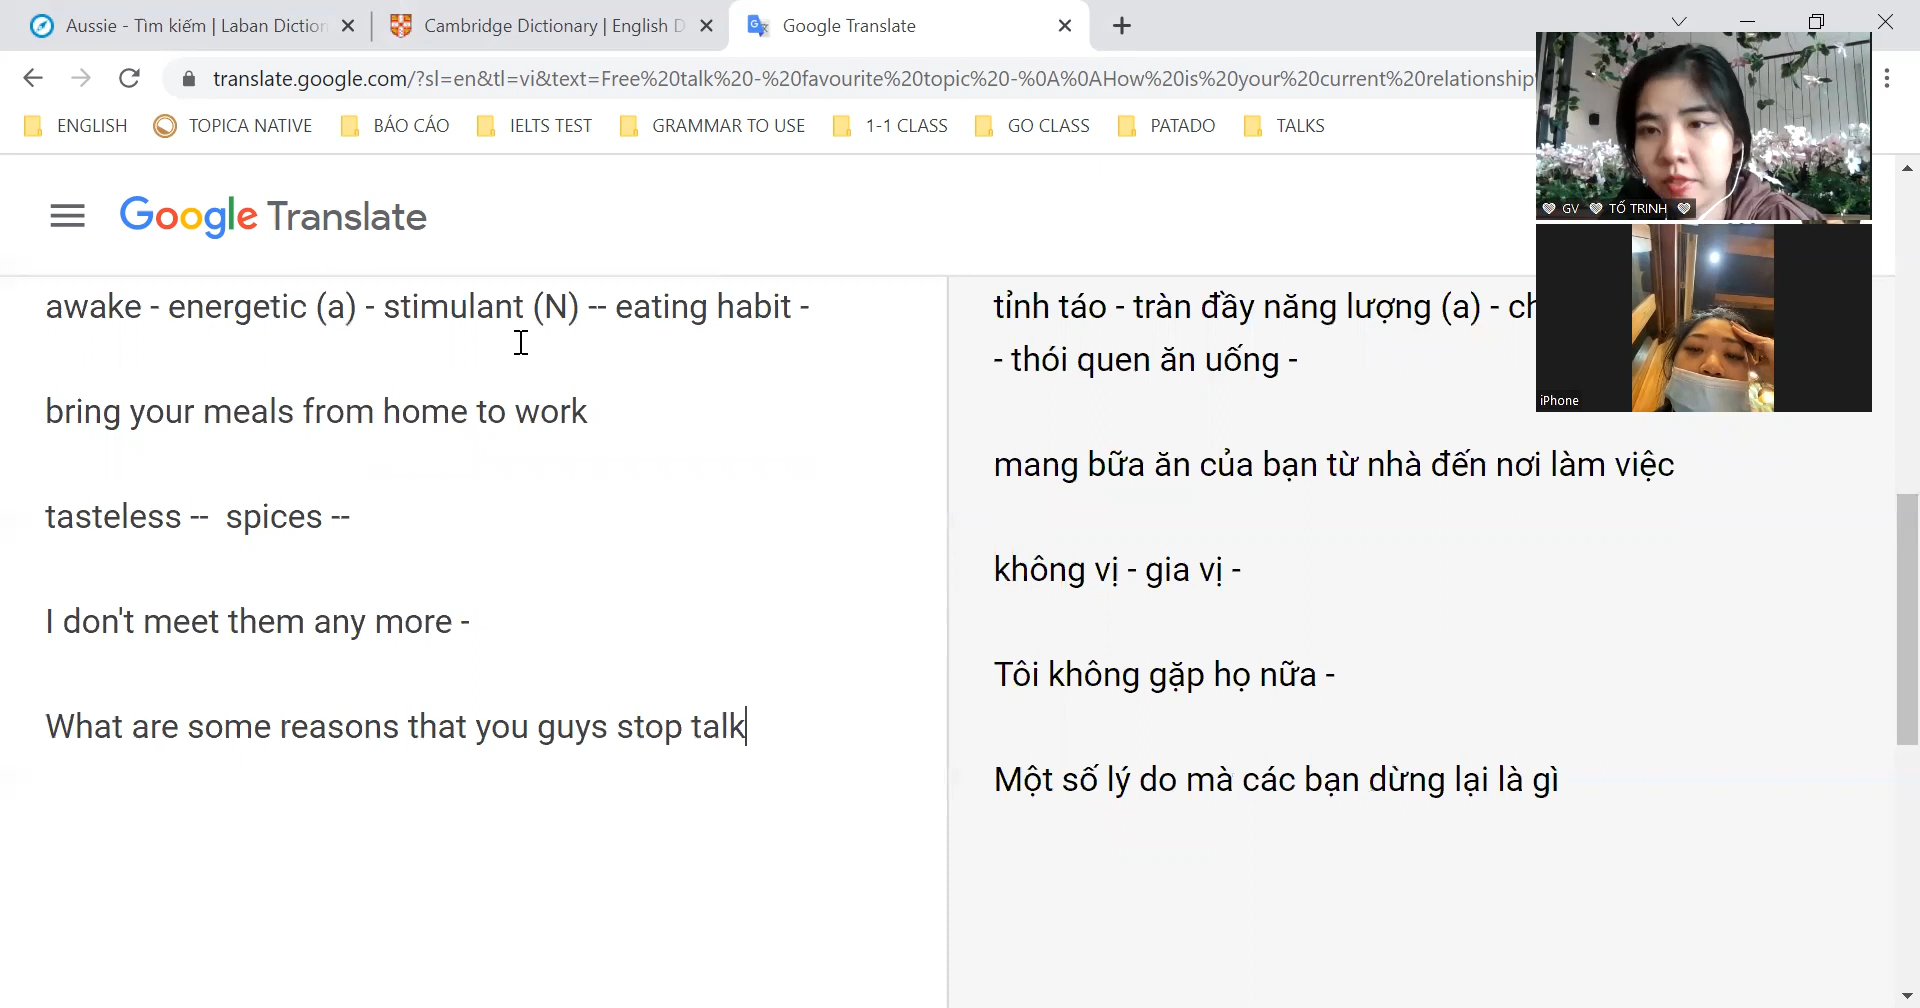 Aussie - Tìm kiếm | Laban Diction
Cambridge Dictionary | English D
Google Translate
translate.google.com/?sl=en&tl=vi&text=Free%20talk%20-%20favourite%20topic%20-%0A%0AHow%20is%20your%20current%20relationship
ENGLISH
TOPICA NATIVE
BÁO CÁO
IELTS TEST
GRAMMAR TO USE
1-1 CLASS
GO CLASS
PATADO
TALKS
GV TỐ TRINH
iPhone
Google Translate
awake - energetic (a) - stimulant (N) -- eating habit -
bring your meals from home to work
tasteless -- spices --
I don't meet them any more -
What are some reasons that you guys stop talk
tỉnh táo - tràn đầy năng lượng (a) - ch
- thói quen ăn uống -
mang bữa ăn của bạn từ nhà đến nơi làm việc
không vị - gia vị -
Tôi không gặp họ nữa -
Một số lý do mà các bạn dừng lại là gì